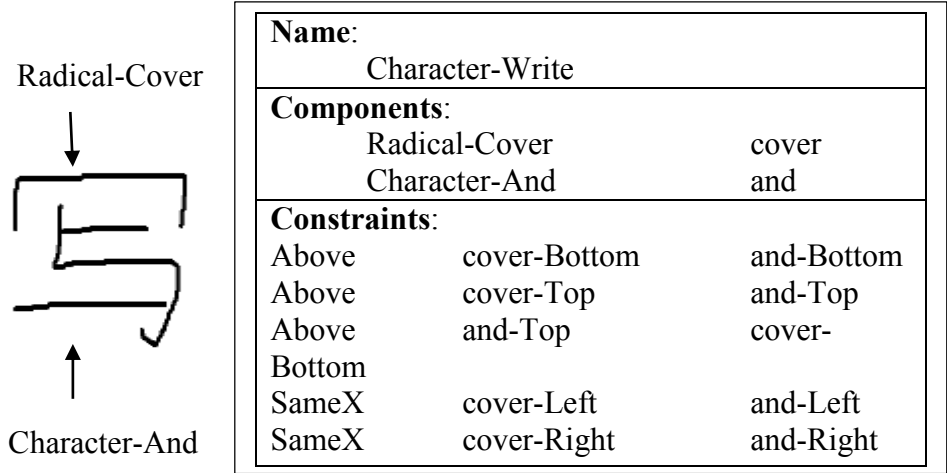 Radical-Cover
写
Character-And
Name:
Character-Write
Components:
Radical-Cover cover
Character-And and
Constraints:
Above cover-Bottom and-Bottom
Above cover-Top and-Top
Above and-Top cover-
Bottom
SameX cover-Left and-Left
SameX cover-Right and-Right